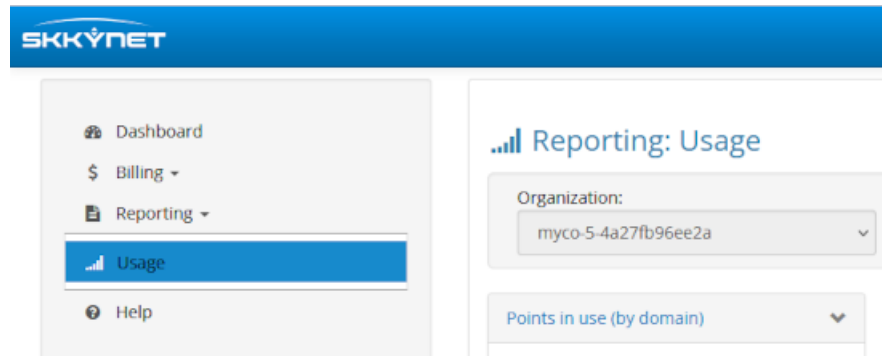 SKKYNET
Dashboard
$ Billing
Reporting
Usage
Help
Reporting: Usage
Organization:
myco-5-4a27fb96ee2a
Points in use (by domain)